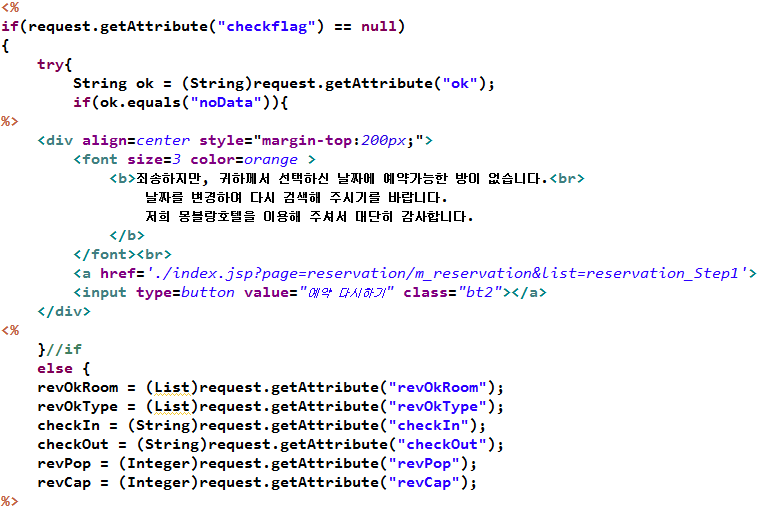 <%
if(request.getAttribute("checkflag") == null)
{
    try{
        String ok = (String)request.getAttribute("ok");
        if(ok.equals("noData")){
%>
    <div align=center style="margin-top:200px;">
        <font size=3 color=orange >
            <b>죄송하지만, 귀하께서 선택하신 날짜에 예약가능한 방이 없습니다.<br>
                날짜를 변경하여 다시 검색해 주시기를 바랍니다.
                저희 몽블랑호텔을 이용해 주셔서 대단히 감사합니다.
            </b>
        </font><br>
        <a href='./index.jsp?page=reservation/m_reservation&list=reservation_Step1'>
        <input type=button value="예약 다시하기" class="bt2"></a>
    </div>
<%
    }//if
    else {
    revOkRoom = (List)request.getAttribute("revOkRoom");
    revOkType = (List)request.getAttribute("revOkType");
    checkIn = (String)request.getAttribute("checkIn");
    checkOut = (String)request.getAttribute("checkOut");
    revPop = (Integer)request.getAttribute("revPop");
    revCap = (Integer)request.getAttribute("revCap");
%>